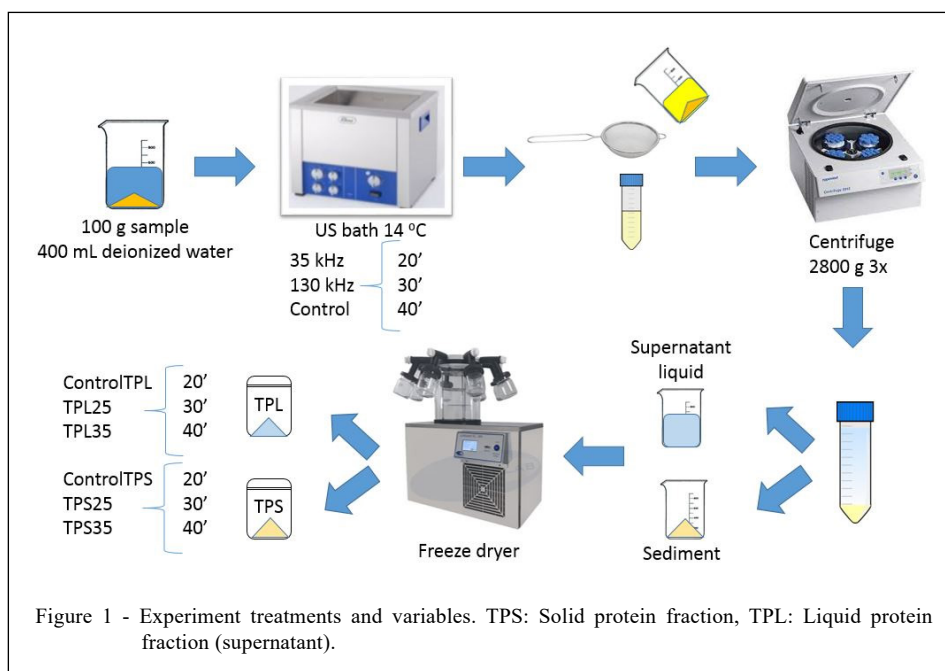 100 g sample
400 mL deionized water
US bath 14 °C
35 kHz 20’
130 kHz 30’
Control 40’
Centrifuge
2800 g 3x
Supernatant
liquid
Sediment
Freeze dryer
ControlTPL 20’
TPL25 30’
TPL35 40’
TPL
ControlTPS 20’
TPS25 30’
TPS35 40’
TPS
Figure 1 - Experiment treatments and variables. TPS: Solid protein fraction, TPL: Liquid protein
fraction (supernatant).